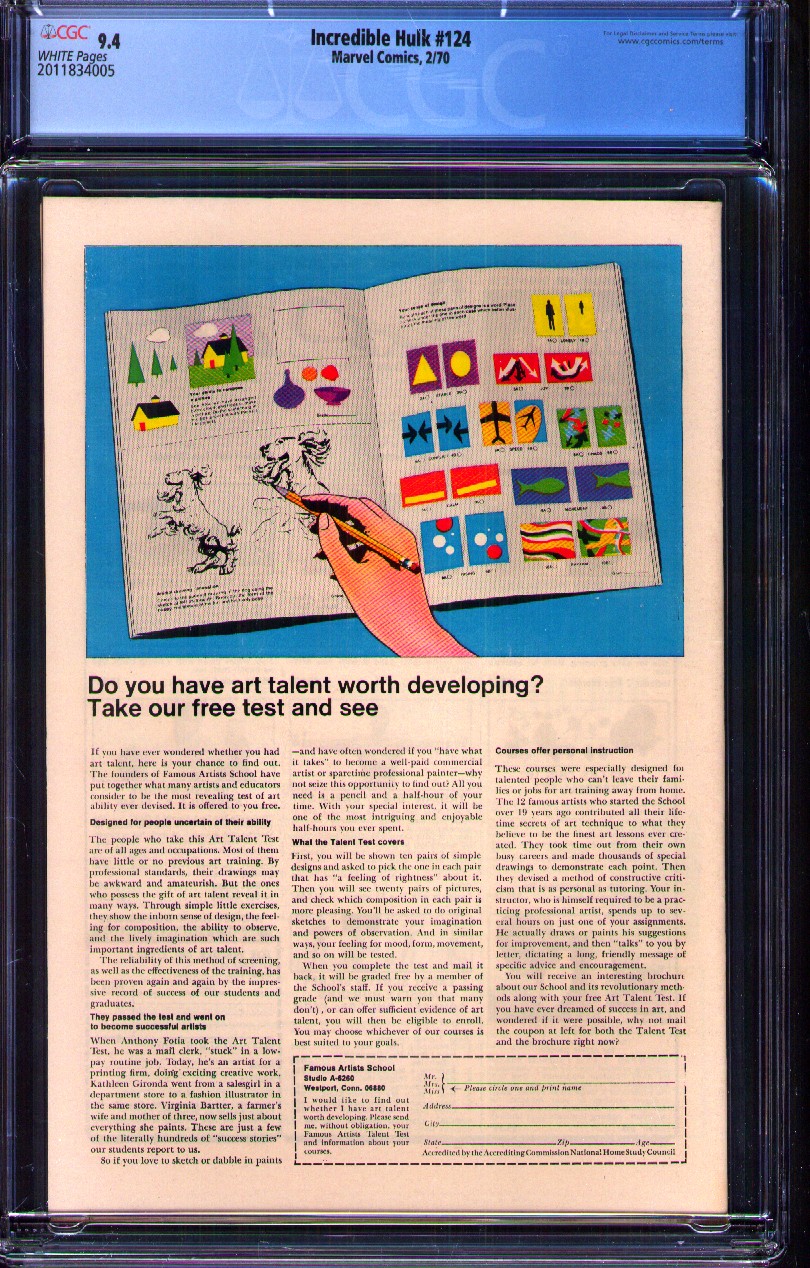 CGC 9.4
WHITE Pages
2011834005
Incredible Hulk #124
Marvel Comics, 2/70
For Legal Disclaimer and Service Terms please visit
www.cgccomics.com/terms
CGC
Do you have art talent worth developing?
Take our free test and see
If you have ever wondered whether you had
art talent, here is your chance to find out.
The founders of Famous Artists School have
put together what many artists and educators
consider to be the most revealing test of art
ability ever devised. It is offered to you free.
Designed for people uncertain of their ability
The people who take this Art Talent Test
are of all ages and occupations. Most of them
have little or no previous art training. By
professional standards, their drawings may
be awkward and amateurish. But the ones
who possess the gift of art talent reveal it in
many ways. Through simple little exercises,
they show the inborn sense of design, the feel-
ing for composition, the ability to observe,
and the lively imagination which are such
important ingredients of art talent.
The reliability of this method of screening,
as well as the effectiveness of the training, has
been proven again and again by the impres-
sive record of success of our students and
graduates.
They passed the test and went on
to become successful artists
When Anthony Fotia took the Art Talent
Test, he was a mail clerk, "stuck" in a low-
pay routine job. Today, he's an artist for a
printing firm, doing exciting creative work.
Kathleen Gironda went from a salesgirl in a
department store to a fashion illustrator in
the same store. Virginia Bartter, a farmer's
wife and mother of three, now sells just about
everything she paints. These are just a few
of the literally hundreds of "success stories"
our students report to us.
So if you love to sketch or dabble in paints
—and have often wondered if you "have what
it takes" to become a well-paid commercial
artist or sparetime professional painter—why
not seize this opportunity to find out? All you
need is a pencil and a half-hour of your
time. With your special interest, it will be
one of the most intriguing and enjoyable
half-hours you ever spent.
What the Talent Test covers
First, you will be shown ten pairs of simple
designs and asked to pick the one in each pair
that has "a feeling of rightness" about it.
Then you will see twenty pairs of pictures,
and check which composition in each pair is
more pleasing. You'll be asked to do original
sketches to demonstrate your imagination
and powers of observation. And in similar
ways, your feeling for mood, form, movement,
and so on will be tested.
When you complete the test and mail it
back, it will be graded free by a member of
the School's staff. If you receive a passing
grade (and we must warn you that many
don't), or can offer sufficient evidence of art
talent, you will then be eligible to enroll.
You may choose whichever of our courses is
best suited to your goals.
Courses offer personal instruction
These courses were especially designed for
talented people who can't leave their fami-
lies or jobs for art training away from home.
The 12 famous artists who started the School
over 19 years ago contributed all their life-
time secrets of art technique to what they
believe to be the finest art lessons ever cre-
ated. They took time out from their own
busy careers and made thousands of special
drawings to demonstrate each point. Then
they devised a method of constructive criti-
cism that is as personal as tutoring. Your in-
structor, who is himself required to be a prac-
ticing professional artist, spends up to sev-
eral hours on just one of your assignments.
He actually draws or paints his suggestions
for improvement, and then "talks" to you by
letter, dictating a long, friendly message of
specific advice and encouragement.
You will receive an interesting brochure
about our School and its revolutionary meth-
ods along with your free Art Talent Test. If
you have ever dreamed of success in art, and
wondered if it were possible, why not mail
the coupon at left for both the Talent Test
and the brochure right now?
Famous Artists School
Studio A-6260
Westport, Conn. 06880
I would like to find out
whether I have art talent
worth developing. Please send
me, without obligation, your
Famous Artists Talent Test
and information about your
courses.
Mr.
Mrs.
Miss
Please circle one and print name
Address
City
State Zip Age
Accredited by the Accrediting Commission National Home Study Council